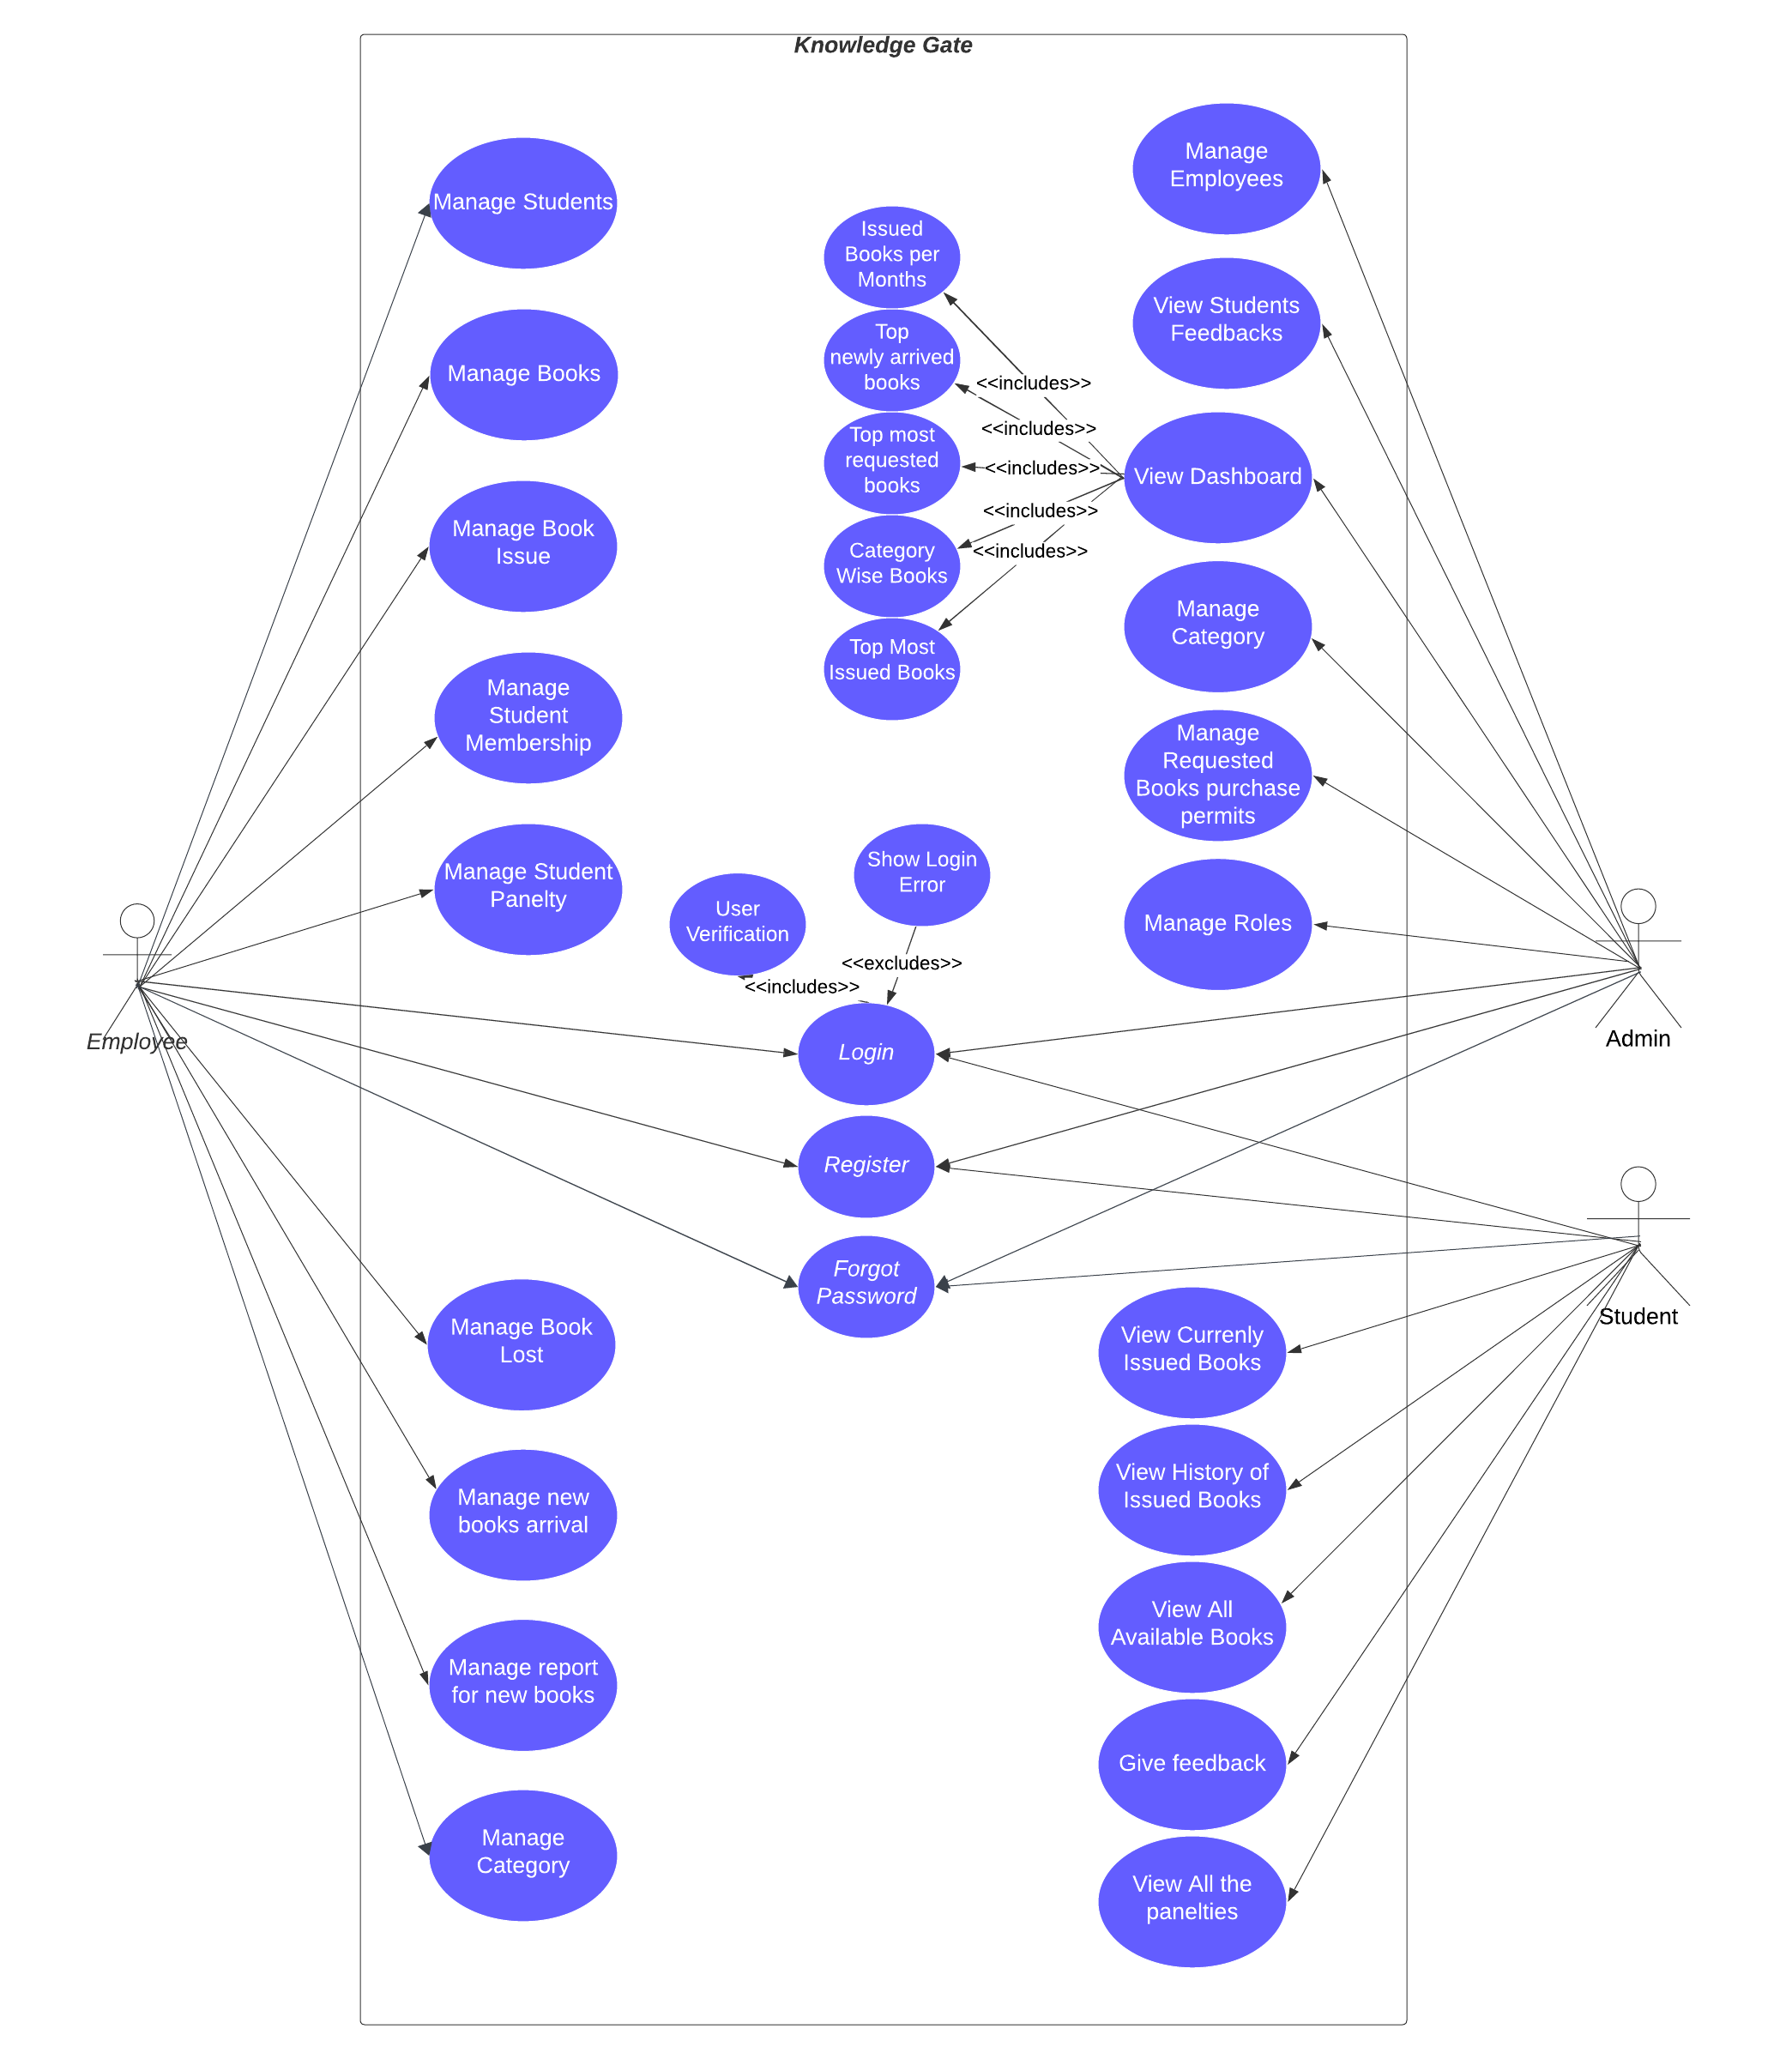 Knowledge Gate
Manage Students
Manage Books
Manage Book
Issue
Manage
Student
Membership
Manage Student
Panelty
Employee
Manage Book
Lost
Manage new
books arrival
Manage report
for new books
Manage
Category
Issued
Books per
Months
Top
newly arrived
books
Top most
requested
books
Category
Wise Books
Top Most
Issued Books
<<includes>>
<<includes>>
<<includes>>
<<includes>>
<<includes>>
Show Login
Error
User
Verification
<<excludes>>
<<includes>>
Login
Register
Forgot
Password
Manage
Employees
View Students
Feedbacks
View Dashboard
Manage
Category
Manage
Requested
Books purchase
permits
Manage Roles
Admin
Student
View Currenly
Issued Books
View History of
Issued Books
View All
Available Books
Give feedback
View All the
panelties